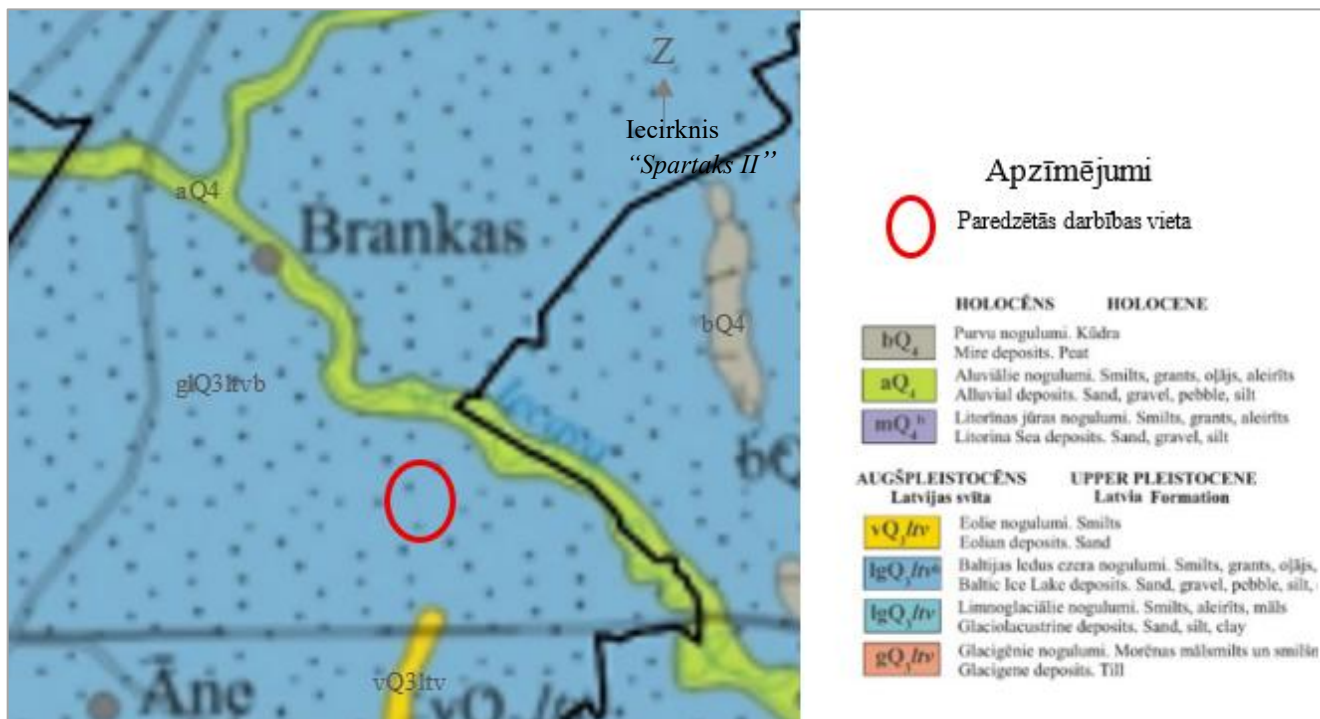 Z
Iecirknis
“Spartaks II”
aQ4
Brankas
bQ4
glQ3ltvb
Iecava
bQ
Āne
vQ3ltv
vQ3ltv
Apzīmējumi
Paredzētās darbības vieta
HOLOCĒNS HOLOCENE
bQ4 Purvu nogulumi. Kūdra
Mire deposits. Peat
aQ4 Aluviālie nogulumi. Smilts, grants, oļājs, aleirīts
Alluvial deposits. Sand, gravel, pebble, silt
mQ4 Litorīnas jūras nogulumi. Smilts, grants, aleirīts
Litorina Sea deposits. Sand, gravel, silt
AUGŠPLEISTOCĒNS UPPER PLEISTOCENE
Latvijas svīta Latvia Formation
vQ3ltv Eolie nogulumi. Smilts
Eolian deposits. Sand
lgQ3ltvb Baltijas ledus ezera nogulumi. Smilts, grants, oļājs,
Baltic Ice Lake deposits. Sand, gravel, pebble, silt,
lgQ3ltv Limnoglaciālie nogulumi. Smilts, aleirīts, māls
Glaciolacustrine deposits. Sand, silt, clay
gQ3ltv Glacigēnie nogulumi. Morēnas mālsmilts un smilšm
Glacigene deposits. Till